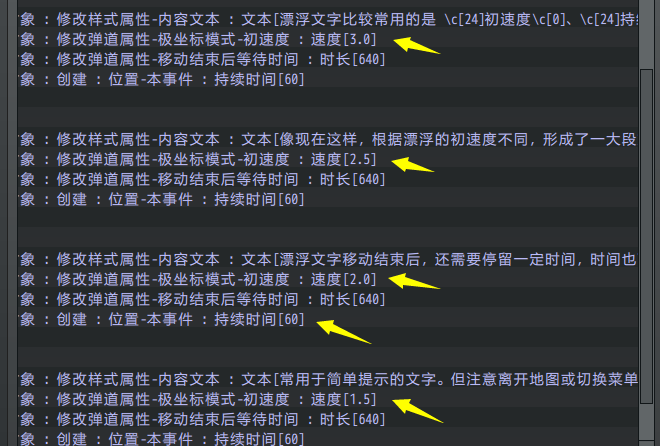 象 : 修改样式属性-内容文本 : 文本[漂浮文字比较常用的是 \c[24]初速度\c[0]、\c[24]持续
象 : 修改弹道属性-极坐标模式-初速度 : 速度[3.0]
象 : 修改弹道属性-移动结束后等待时间 : 时长[640]
象 : 创建 : 位置-本事件 : 持续时间[60]
象 : 修改样式属性-内容文本 : 文本[像现在这样，根据漂浮的初速度不同，形成了一大段
象 : 修改弹道属性-极坐标模式-初速度 : 速度[2.5]
象 : 修改弹道属性-移动结束后等待时间 : 时长[640]
象 : 创建 : 位置-本事件 : 持续时间[60]
象 : 修改样式属性-内容文本 : 文本[漂浮文字移动结束后，还需要停留一定时间，时间也
象 : 修改弹道属性-极坐标模式-初速度 : 速度[2.0]
象 : 修改弹道属性-移动结束后等待时间 : 时长[640]
象 : 创建 : 位置-本事件 : 持续时间[60]
象 : 修改样式属性-内容文本 : 文本[常用于简单提示的文字。但注意离开地图或切换菜单
象 : 修改弹道属性-极坐标模式-初速度 : 速度[1.5]
象 : 修改弹道属性-移动结束后等待时间 : 时长[640]
象 : 创建 : 位置-本事件 : 持续时间[60]